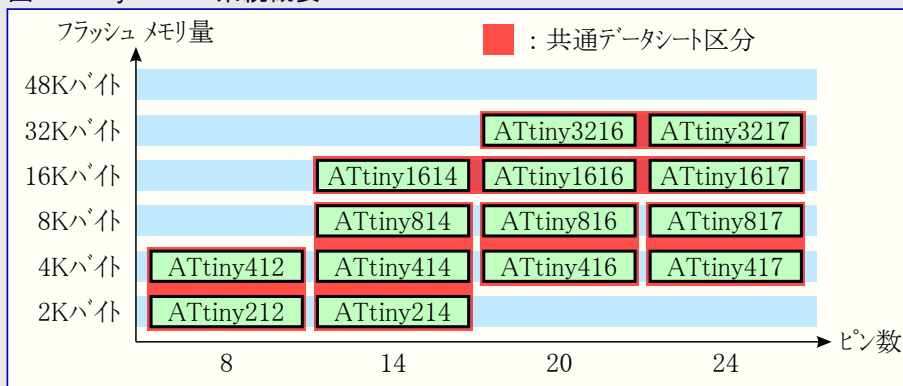 フラッシュ メモリ量
： 共通データシート区分
48Kバイト
32Kバイト ATtiny3216 ATtiny3217
16Kバイト ATtiny1614 ATtiny1616 ATtiny1617
8Kバイト ATtiny814 ATtiny816 ATtiny817
4Kバイト ATtiny412 ATtiny414 ATtiny416 ATtiny417
2Kバイト ATtiny212 ATtiny214
ピン数
8 14 20 24